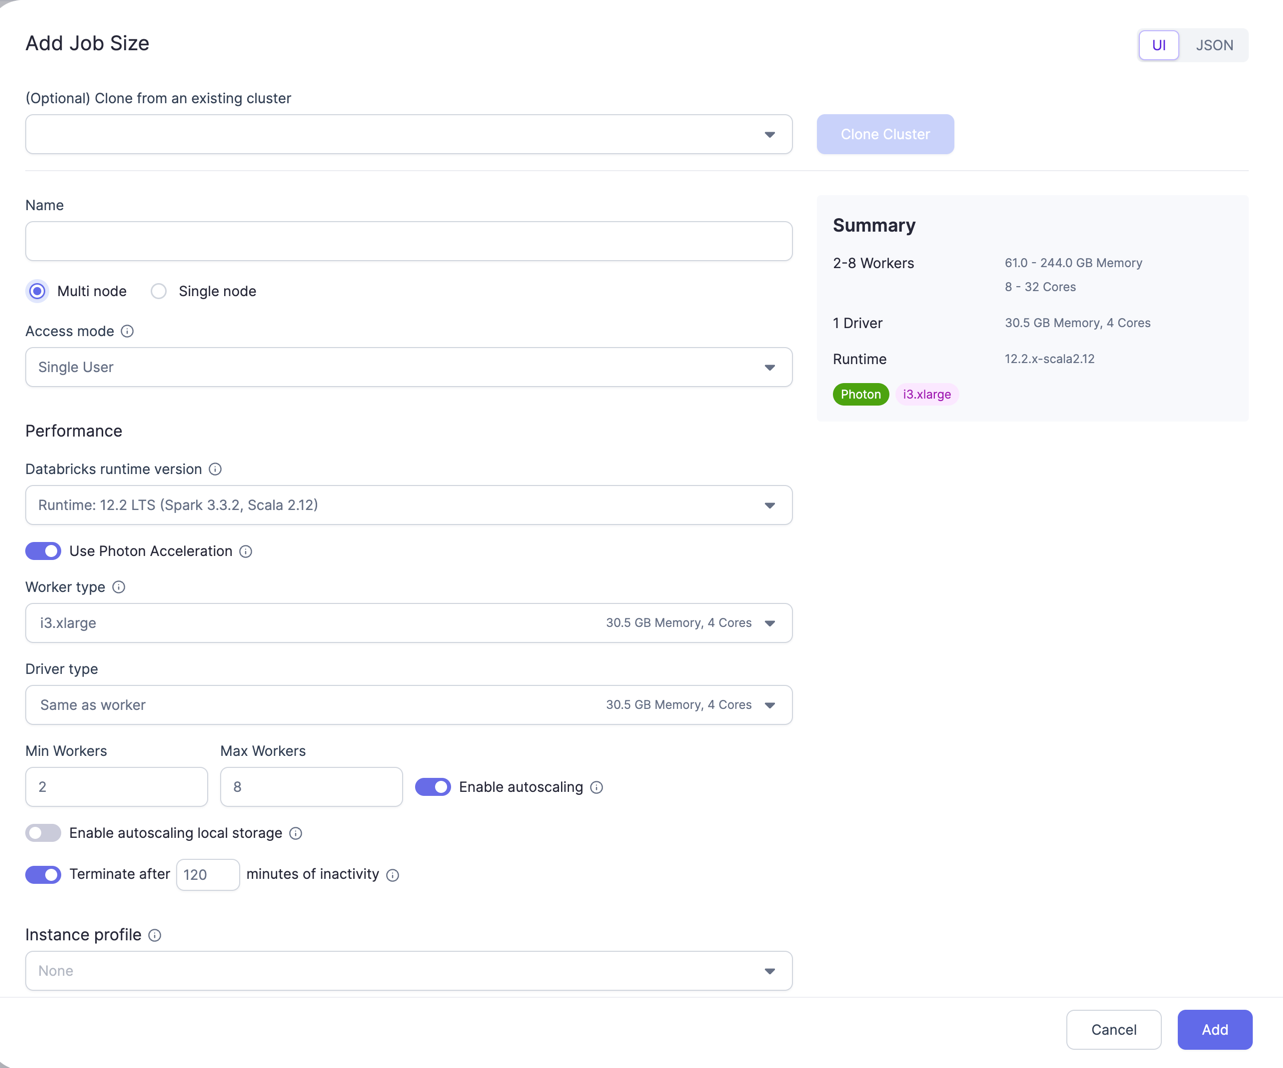 Add Job Size
UI JSON
(Optional) Clone from an existing cluster
Clone Cluster
Name
Multi node Single node
Access mode
Single User
Performance
Databricks runtime version
Runtime: 12.2 LTS (Spark 3.3.2, Scala 2.12)
Use Photon Acceleration
Worker type
i3.xlarge 30.5 GB Memory, 4 Cores
Driver type
Same as worker 30.5 GB Memory, 4 Cores
Min Workers Max Workers
2 8 Enable autoscaling
Enable autoscaling local storage
Terminate after 120 minutes of inactivity
Instance profile
None
Summary
2-8 Workers 61.0 - 244.0 GB Memory
8 - 32 Cores
1 Driver 30.5 GB Memory, 4 Cores
Runtime 12.2.x-scala2.12
Photon i3.xlarge
Cancel Add